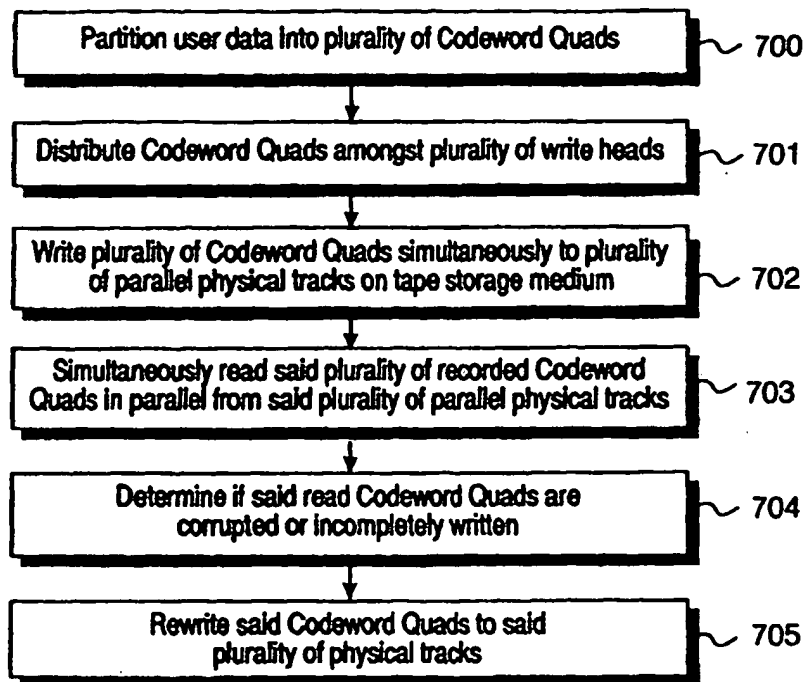 Partition user data into plurality of Codeword Quads
700
Distribute Codeword Quads amongst plurality of write heads
701
Write plurality of Codeword Quads simultaneously to plurality
of parallel physical tracks on tape storage medium
702
Simultaneously read said plurality of recorded Codeword
Quads in parallel from said plurality of parallel physical tracks
703
Determine if said read Codeword Quads are
corrupted or incompletely written
704
Rewrite said Codeword Quads to said
plurality of physical tracks
705